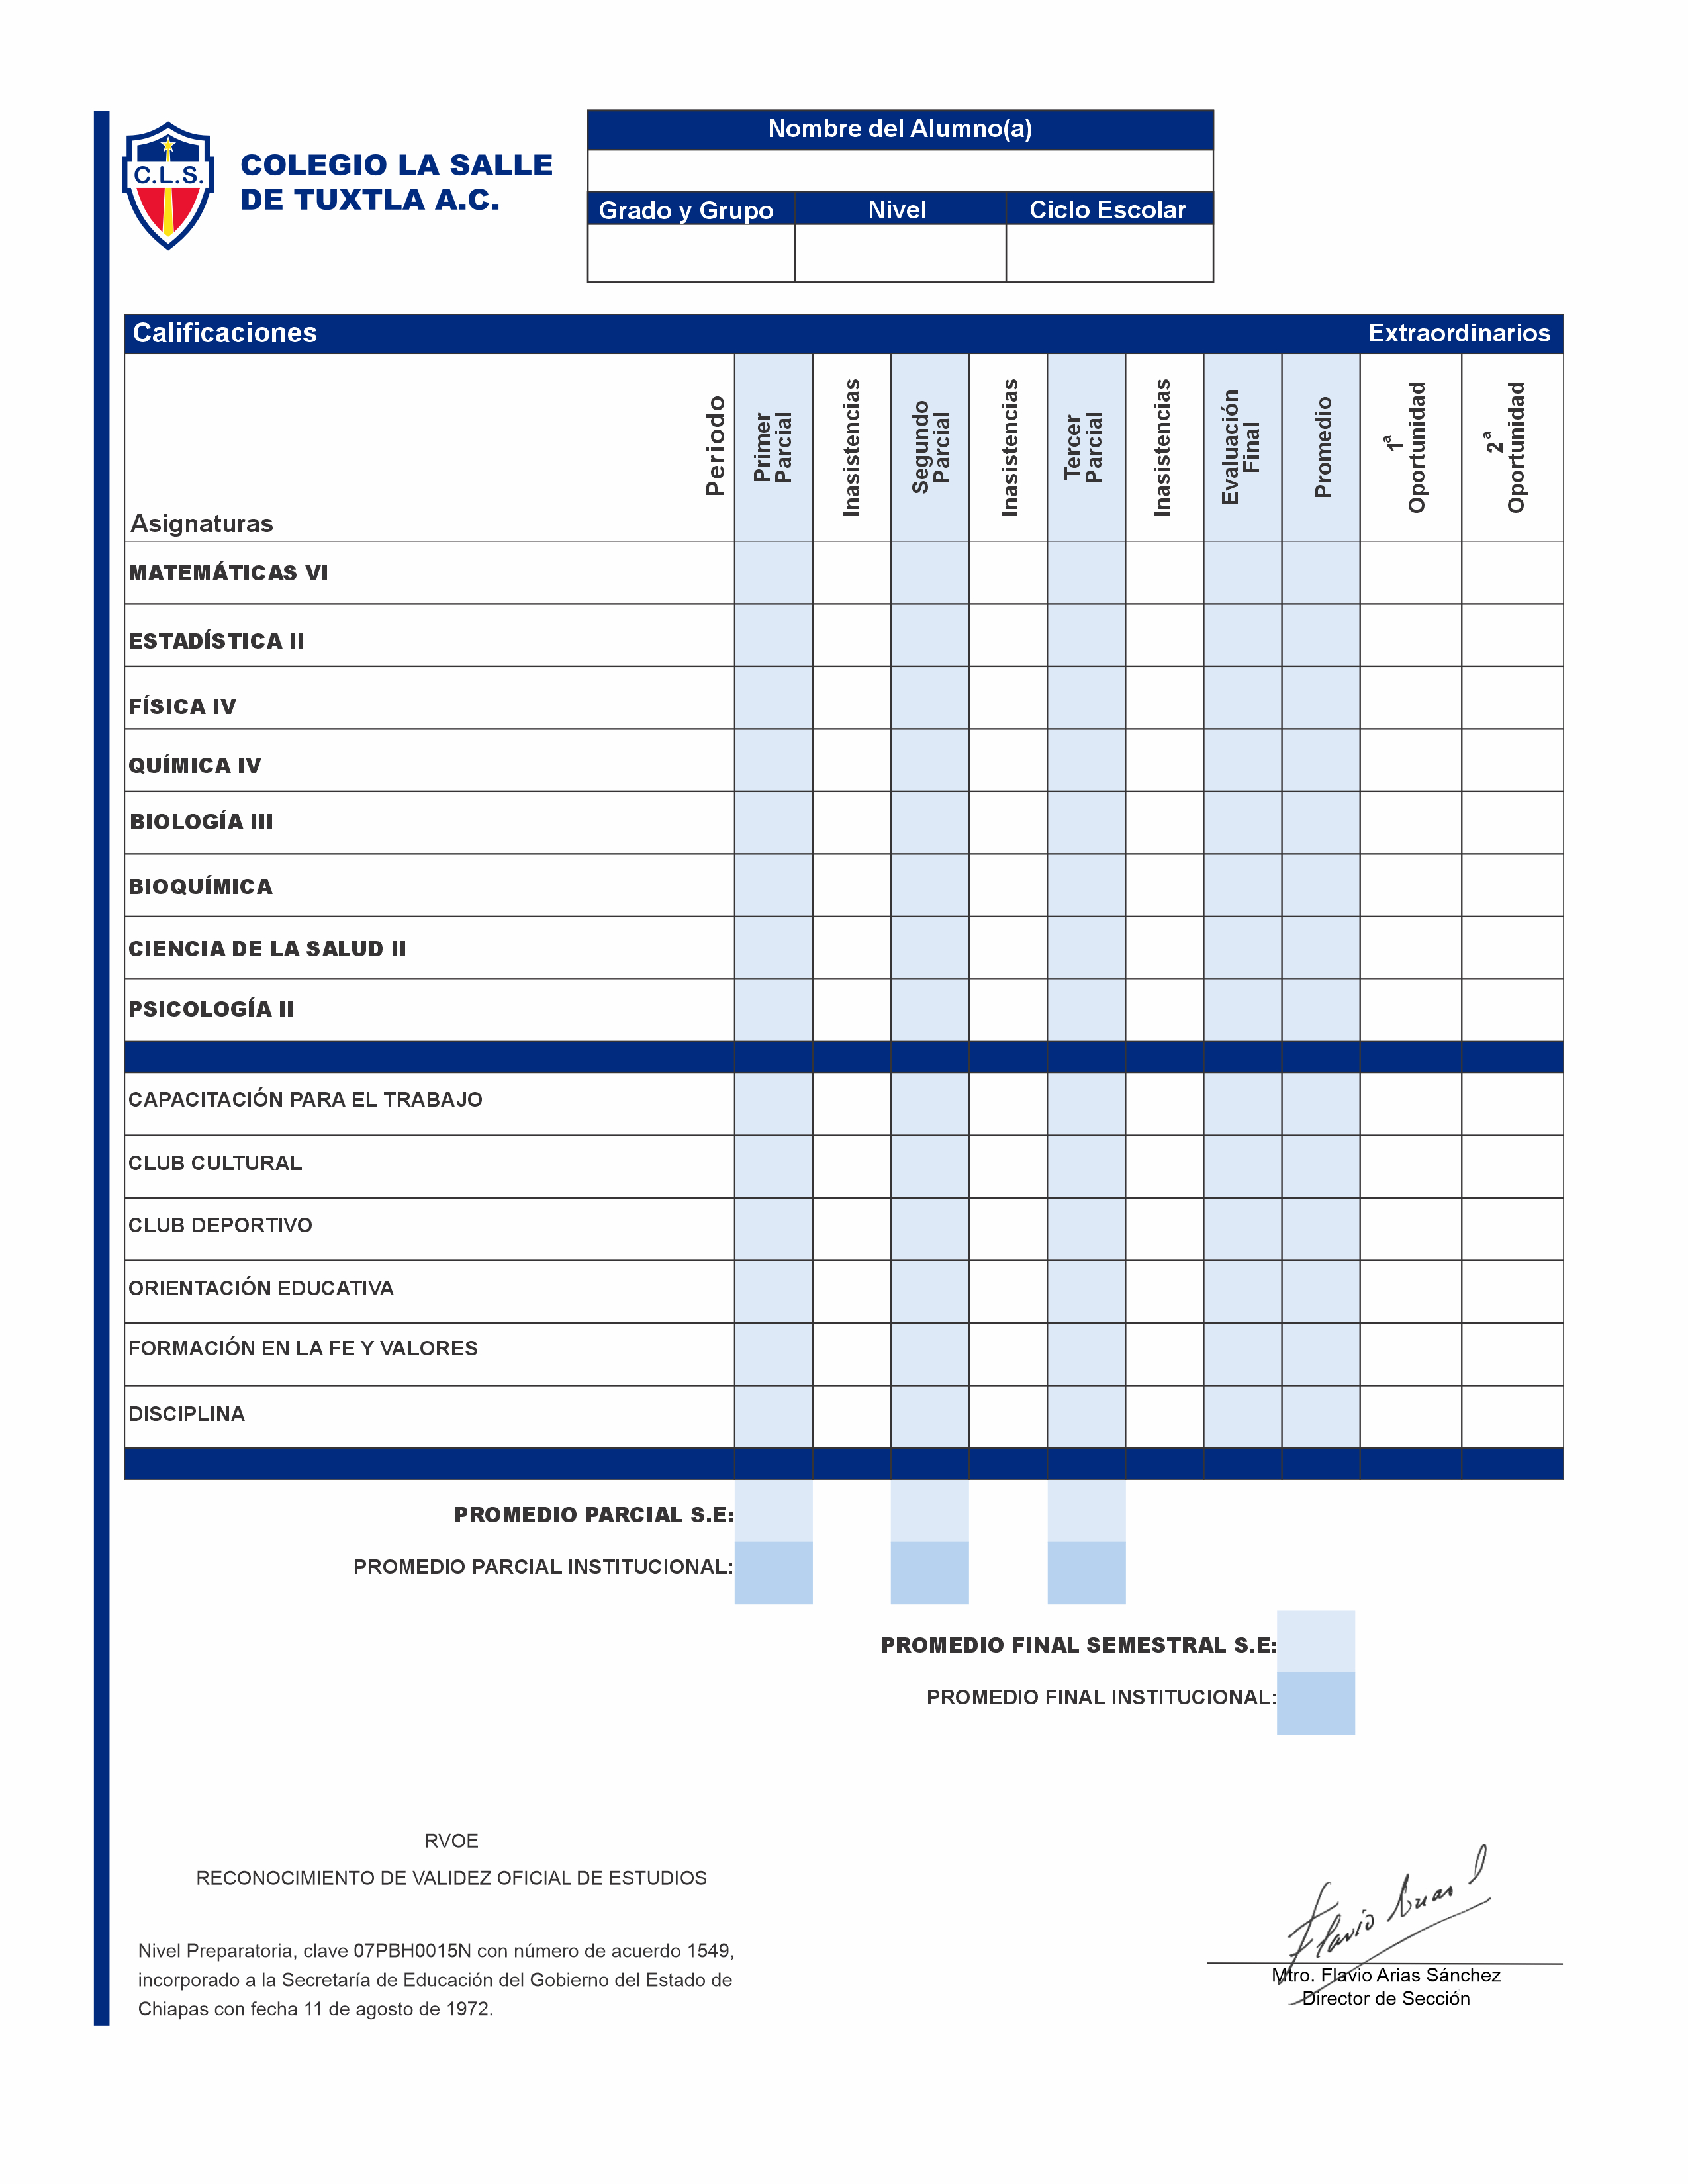 C.L.S.
COLEGIO LA SALLE
DE TUXTLA A.C.
Nombre del Alumno(a)
Grado y Grupo Nivel Ciclo Escolar
Calificaciones Extraordinarios
Periodo
Primer
Parcial
Inasistencias
Segundo
Parcial
Inasistencias
Tercer
Parcial
Inasistencias
Evaluación
Final
Promedio
1ª
Oportunidad
2ª
Oportunidad
Asignaturas
MATEMÁTICAS VI
ESTADÍSTICA II
FÍSICA IV
QUÍMICA IV
BIOLOGÍA III
BIOQUÍMICA
CIENCIA DE LA SALUD II
PSICOLOGÍA II
CAPACITACIÓN PARA EL TRABAJO
CLUB CULTURAL
CLUB DEPORTIVO
ORIENTACIÓN EDUCATIVA
FORMACIÓN EN LA FE Y VALORES
DISCIPLINA
PROMEDIO PARCIAL S.E:
PROMEDIO PARCIAL INSTITUCIONAL:
PROMEDIO FINAL SEMESTRAL S.E:
PROMEDIO FINAL INSTITUCIONAL:
RVOE
RECONOCIMIENTO DE VALIDEZ OFICIAL DE ESTUDIOS
Nivel Preparatoria, clave 07PBH0015N con número de acuerdo 1549,
incorporado a la Secretaría de Educación del Gobierno del Estado de
Chiapas con fecha 11 de agosto de 1972.
Flavio Arias S
Mtro. Flavio Arias Sánchez
Director de Sección